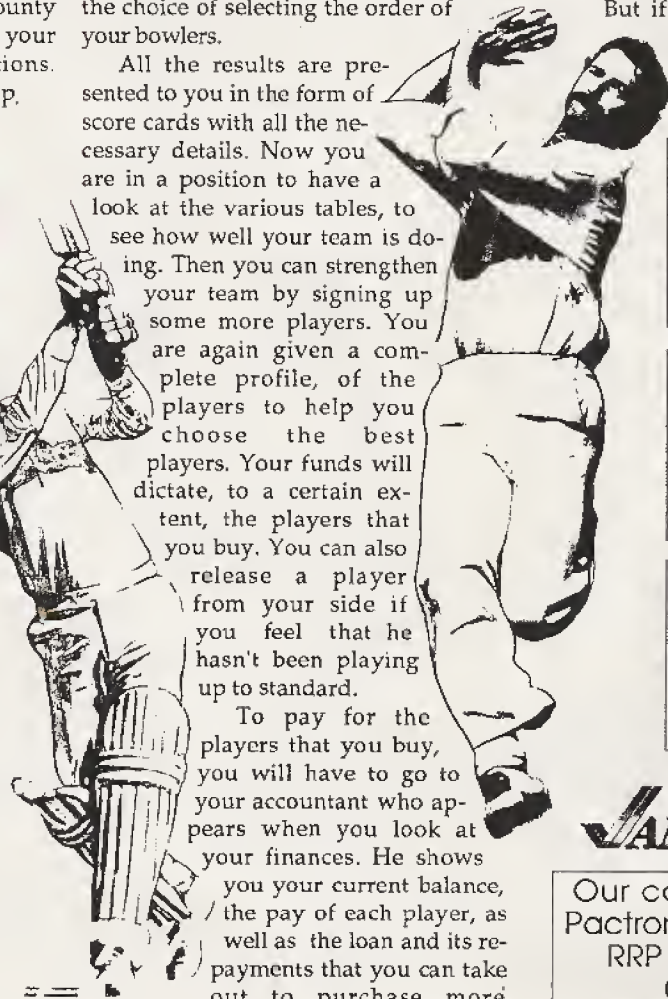 ounty
your
ions.
p.
the choice of selecting the order of
your bowlers.
All the results are pre-
sented to you in the form of
score cards with all the ne-
cessary details. Now you
are in a position to have a
look at the various tables, to
see how well your team is do-
ing. Then you can strengthen
your team by signing up
some more players. You
are again given a com-
plete profile, of the
players to help you
choose the best
players. Your funds will
dictate, to a certain ex-
tent, the players that
you buy. You can also
release a player
from your side if
you feel that he
hasn't been playing
up to standard.
To pay for the
players that you buy,
you will have to go to
your accountant who ap-
pears when you look at
your finances. He shows
you your current balance,
the pay of each player, as
well as the loan and its re-
payments that you can take
out to purchase more
But if
Our co
Pactron
RRP